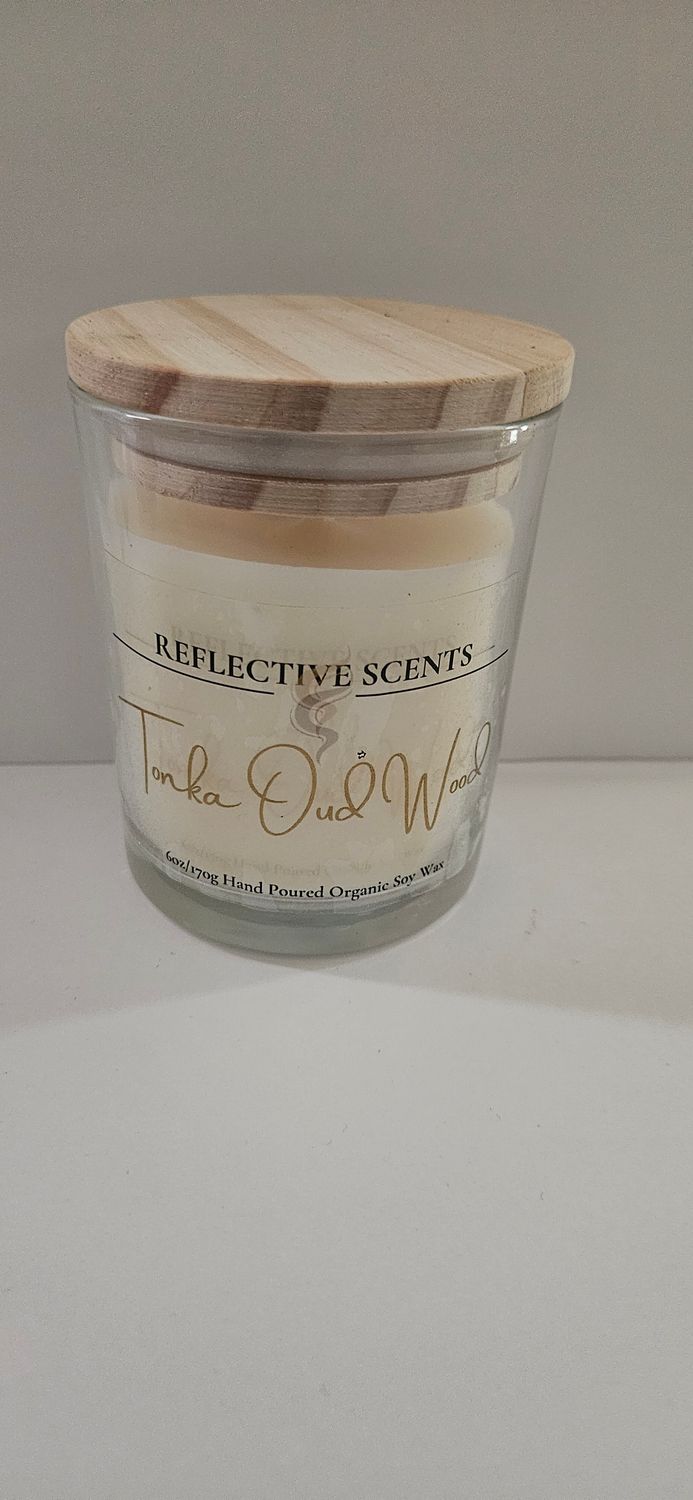 REFLECTIVE SCENTS
Tonka Oud Wood
6oz/170g Hand Poured Organic Soy Wax